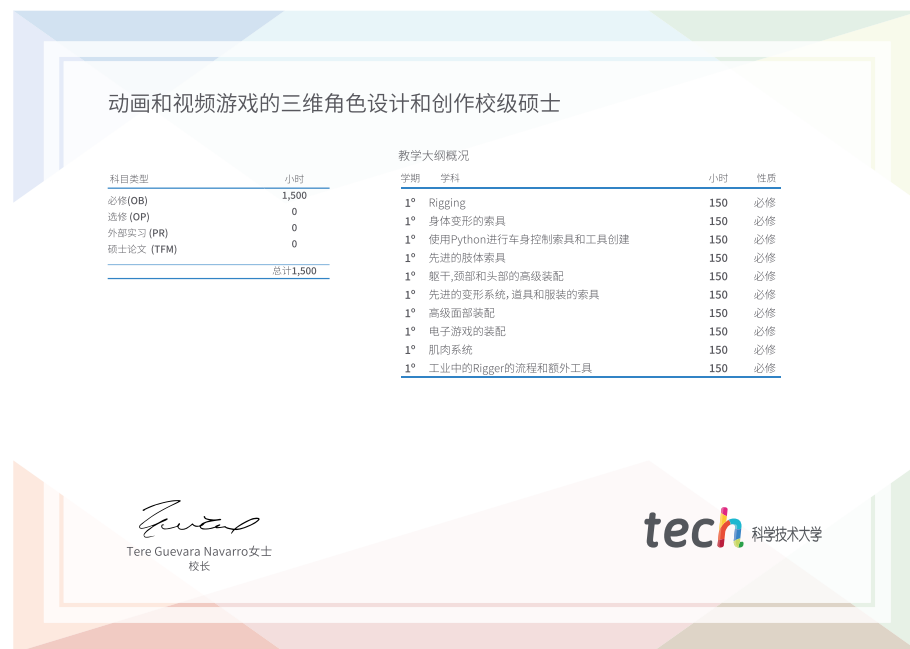 动画和视频游戏的三维角色设计和创作校级硕士
科目类型 小时
必修(OB) 1,500
选修 (OP) 0
外部实习 (PR) 0
硕士论文 (TFM) 0
总计1,500
教学大纲概况
学期 学科 小时 性质
1º Rigging 150 必修
1º 身体变形的索具 150 必修
1º 使用Python进行车身控制索具和工具创建 150 必修
1º 先进的肢体索具 150 必修
1º 躯干,颈部和头部的高级装配 150 必修
1º 先进的变形系统，道具和服装的索具 150 必修
1º 高级面部装配 150 必修
1º 电子游戏的装配 150 必修
1º 肌肉系统 150 必修
1º 工业中的Rigger的流程和额外工具 150 必修
Tere Guevara Navarro女士
校长
tech 科学技术大学